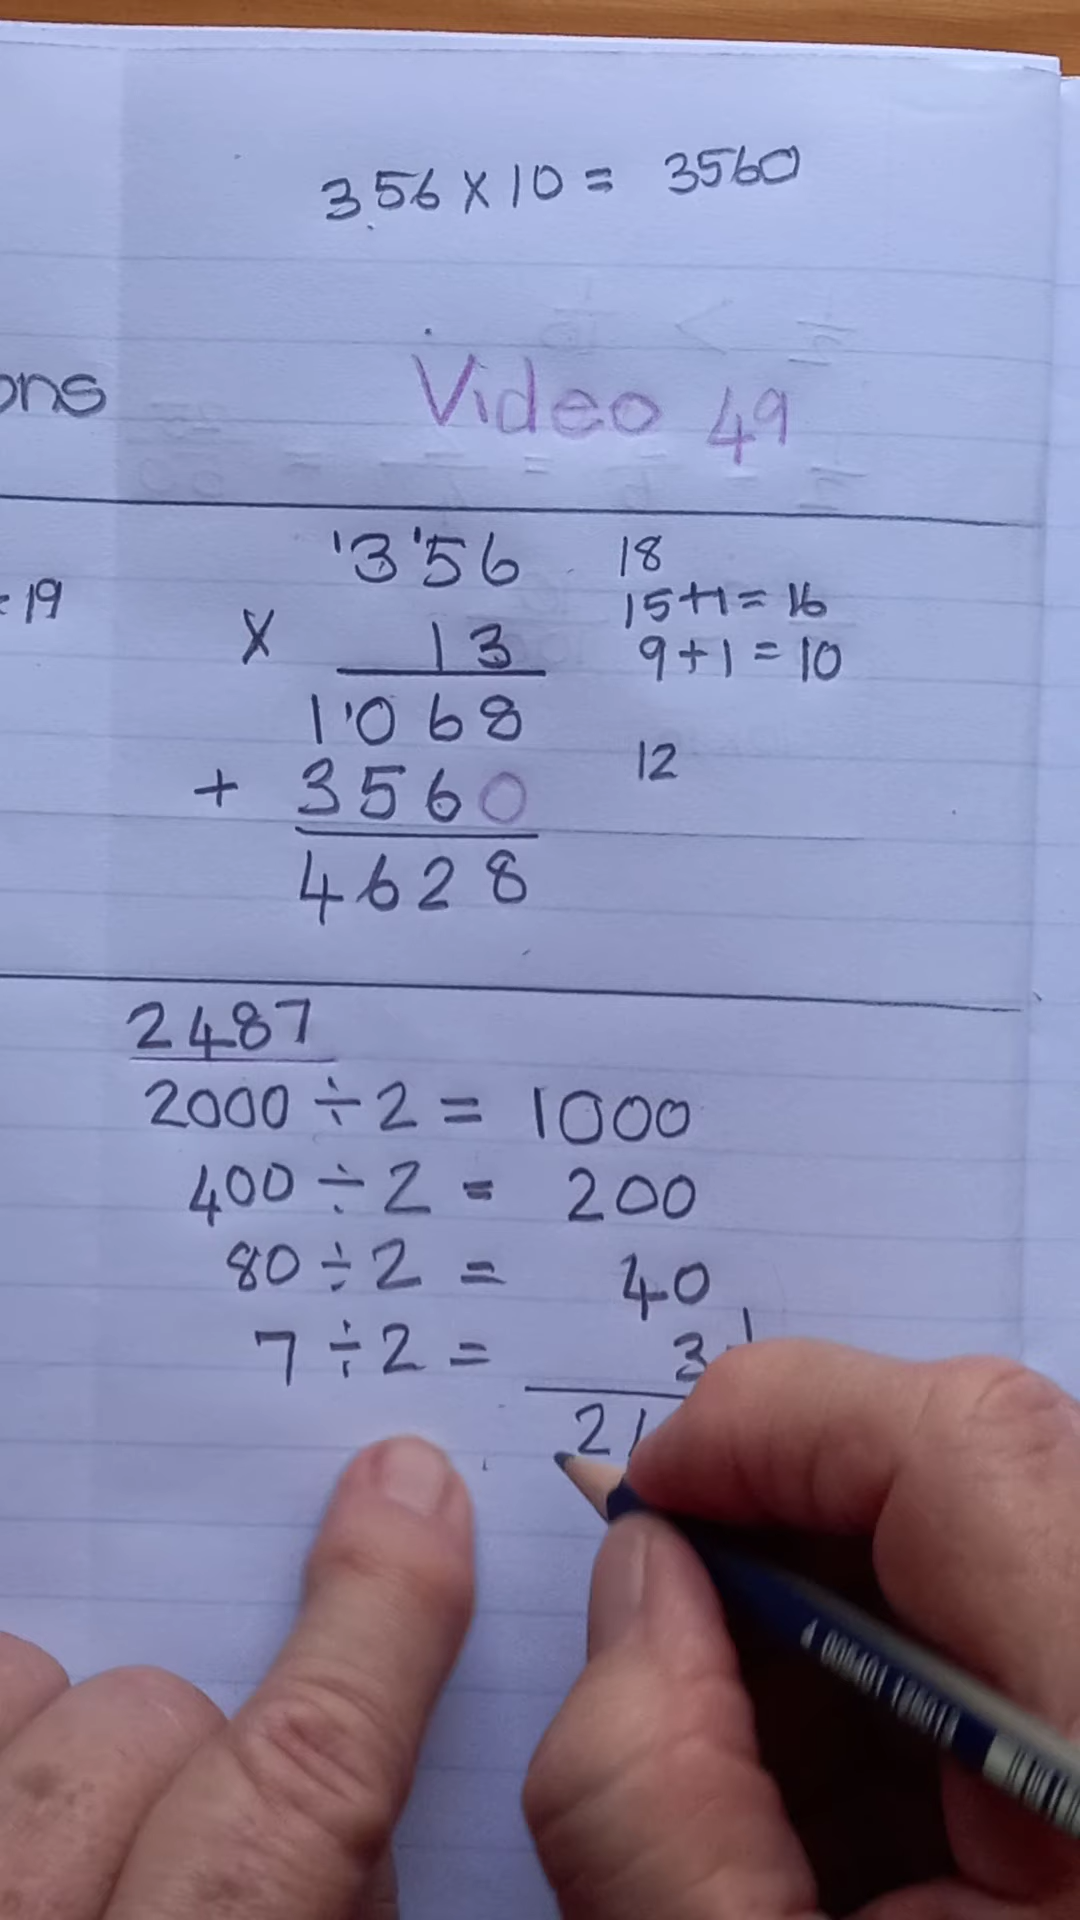 356 x 10 = 3560
ons
Video 49
'3'56
18
= 19
15+1 = 16
x 13
9+1 = 10
1'068
12
+ 3560
4628
2487
2000 ÷ 2 = 1000
400 ÷ 2 = 200
80 ÷ 2 = 40
7 ÷ 2 = 3
2